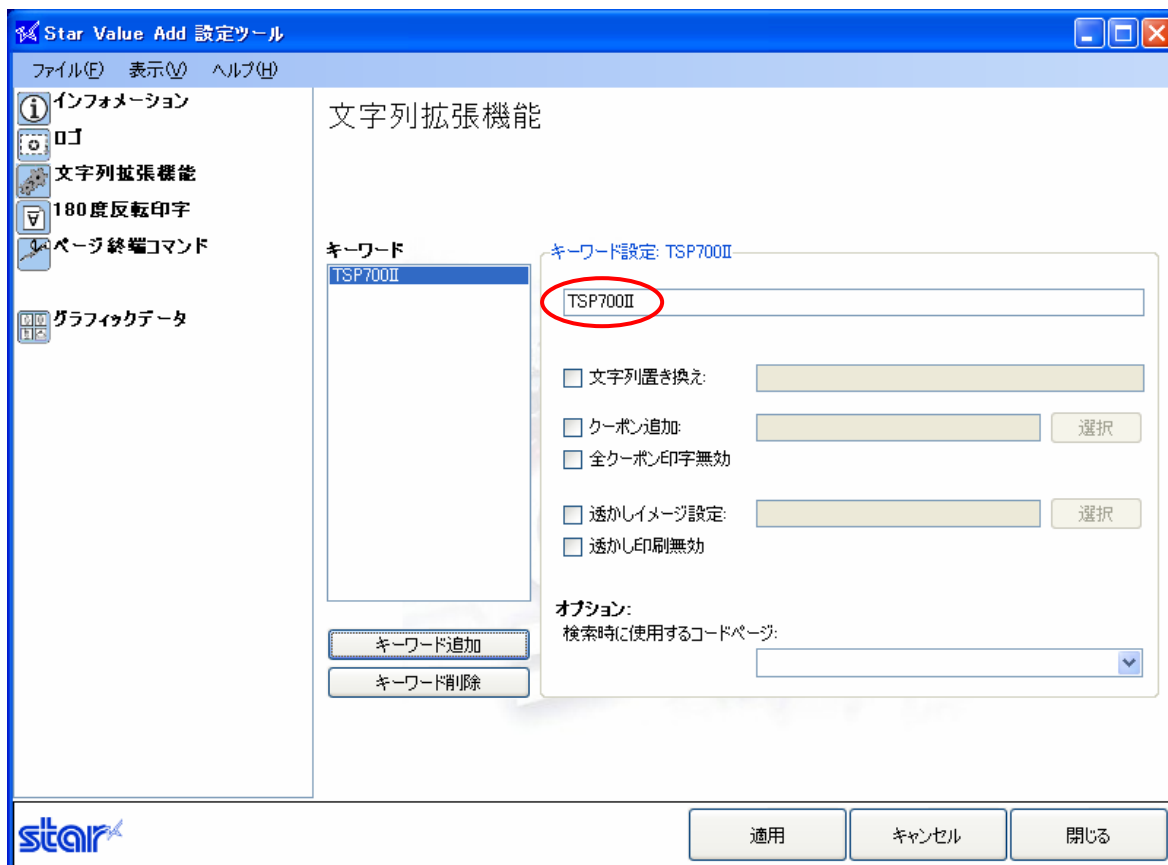 Star Value Add 設定ツール
ファイル(F) 表示(V) ヘルプ(H)
インフォメーション
ロゴ
文字列拡張機能
180度反転印字
ページ終端コマンド
グラフィックデータ
文字列拡張機能
キーワード
TSP700II
キーワード追加
キーワード削除
キーワード設定: TSP700II
TSP700II
文字列置き換え:
クーポン追加: 選択
全クーポン印字無効
透かしイメージ設定: 選択
透かし印刷無効
オプション:
検索時に使用するコードページ:
star
適用 キャンセル 閉じる